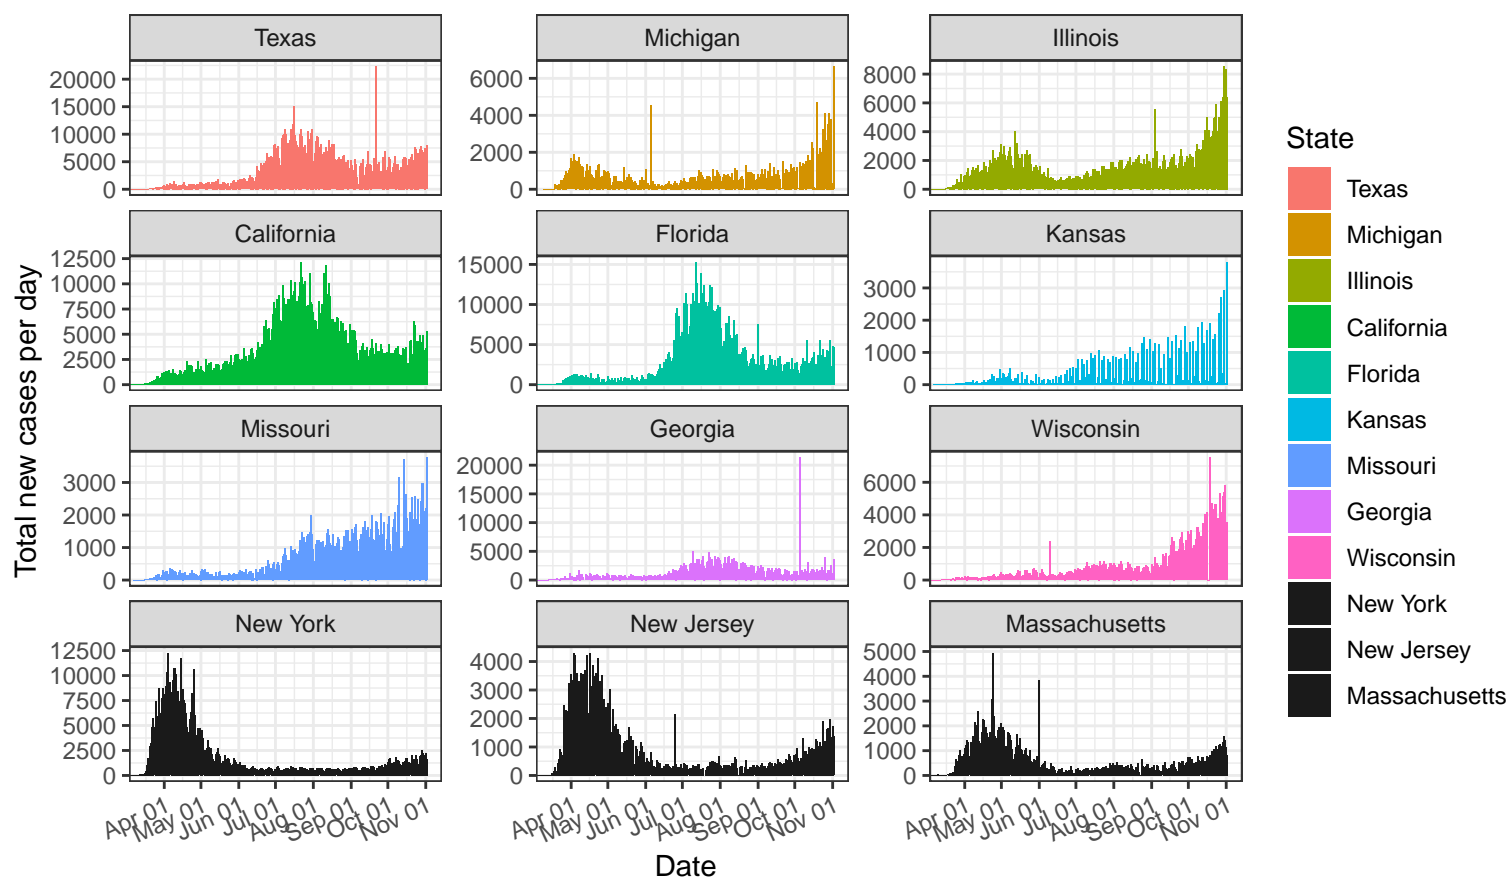 Texas
Michigan
Illinois
20000
15000
10000
5000
0
6000
4000
2000
0
8000
6000
4000
2000
0
California
Florida
Kansas
12500
10000
7500
5000
2500
0
15000
10000
5000
0
3000
2000
1000
0
Missouri
Georgia
Wisconsin
3000
2000
1000
0
20000
15000
10000
5000
0
6000
4000
2000
0
New York
New Jersey
Massachusetts
12500
10000
7500
5000
2500
0
4000
3000
2000
1000
0
5000
4000
3000
2000
1000
0
Apr 01 May 01 Jun 01 Jul 01 Aug 01 Sep 01 Oct 01 Nov 01
Apr 01 May 01 Jun 01 Jul 01 Aug 01 Sep 01 Oct 01 Nov 01
Apr 01 May 01 Jun 01 Jul 01 Aug 01 Sep 01 Oct 01 Nov 01
Date
Total new cases per day
State
Texas
Michigan
Illinois
California
Florida
Kansas
Missouri
Georgia
Wisconsin
New York
New Jersey
Massachusetts